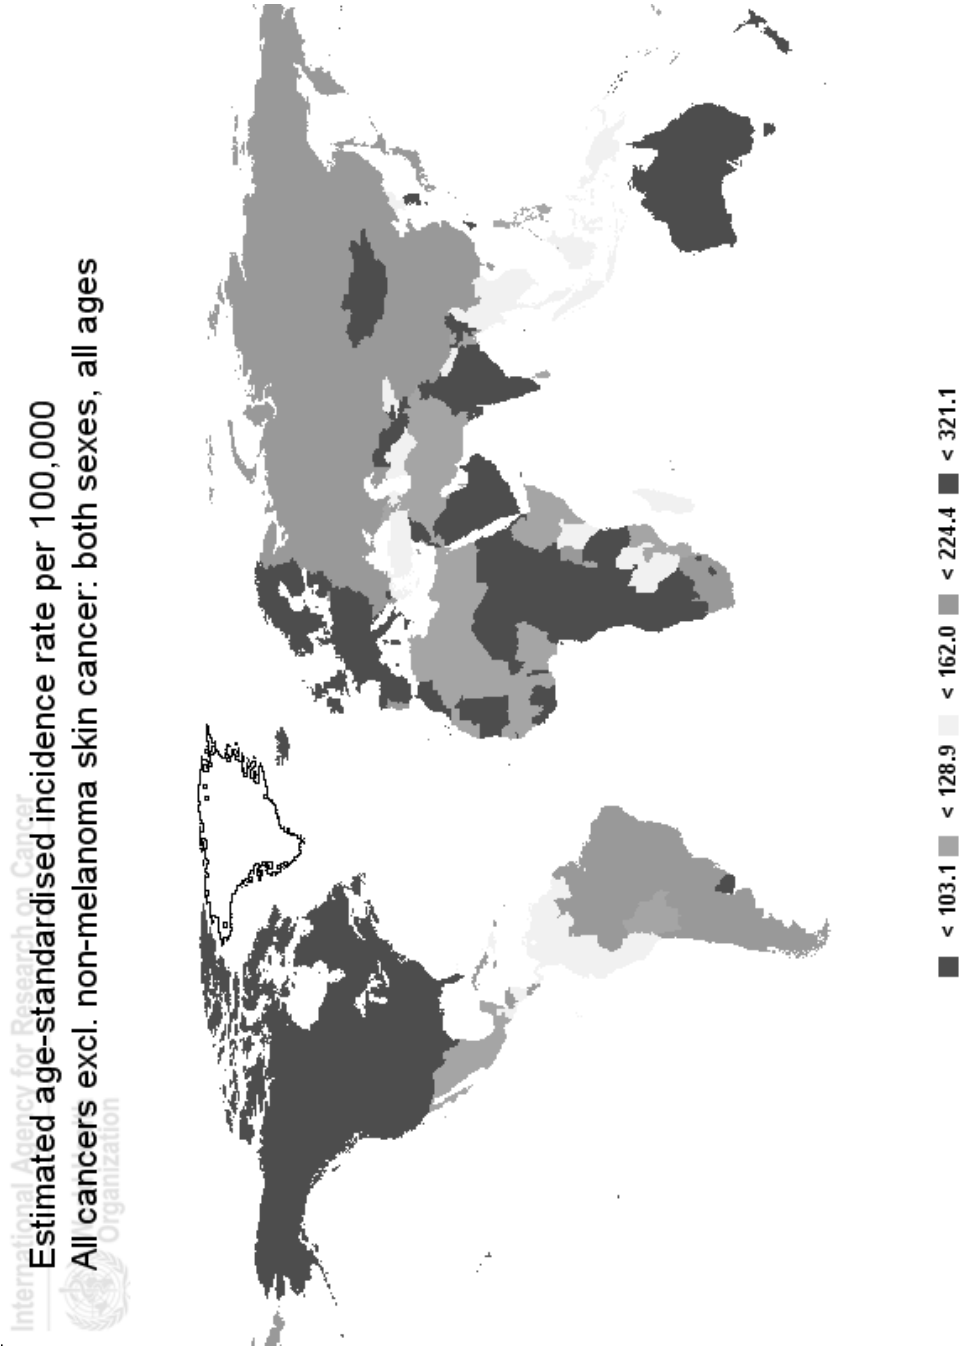 International Agency for Research on Cancer
Estimated age-standardised incidence rate per 100,000
All cancers excl. non-melanoma skin cancer: both sexes, all ages
Organization
< 103.1 < 128.9 < 162.0 < 224.4 < 321.1